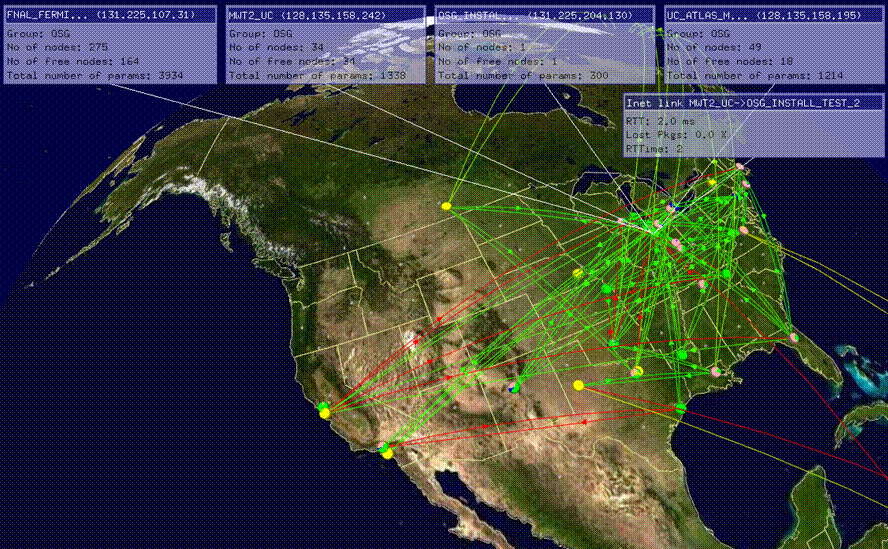 FNAL_FERMI... (131.225.107.31)
Group: OSG
No of nodes: 275
No of free nodes: 164
Total number of params: 3934
MWT2_UC (128.135.158.242)
Group: OSG
No of nodes: 34
No of free nodes: 34
Total number of params: 1338
OSG_INSTAL... (131.225.204.130)
Group: OSG
No of nodes: 1
No of free nodes: 1
Total number of params: 300
UC_ATLAS_M... (128.135.158.195)
Group: OSG
No of nodes: 49
No of free nodes: 18
Total number of params: 1214
Inet link MWT2_UC->OSG_INSTALL_TEST_2
RTT: 2.0 ms
Lost Pkgs: 0.0 %
RTTime: 2